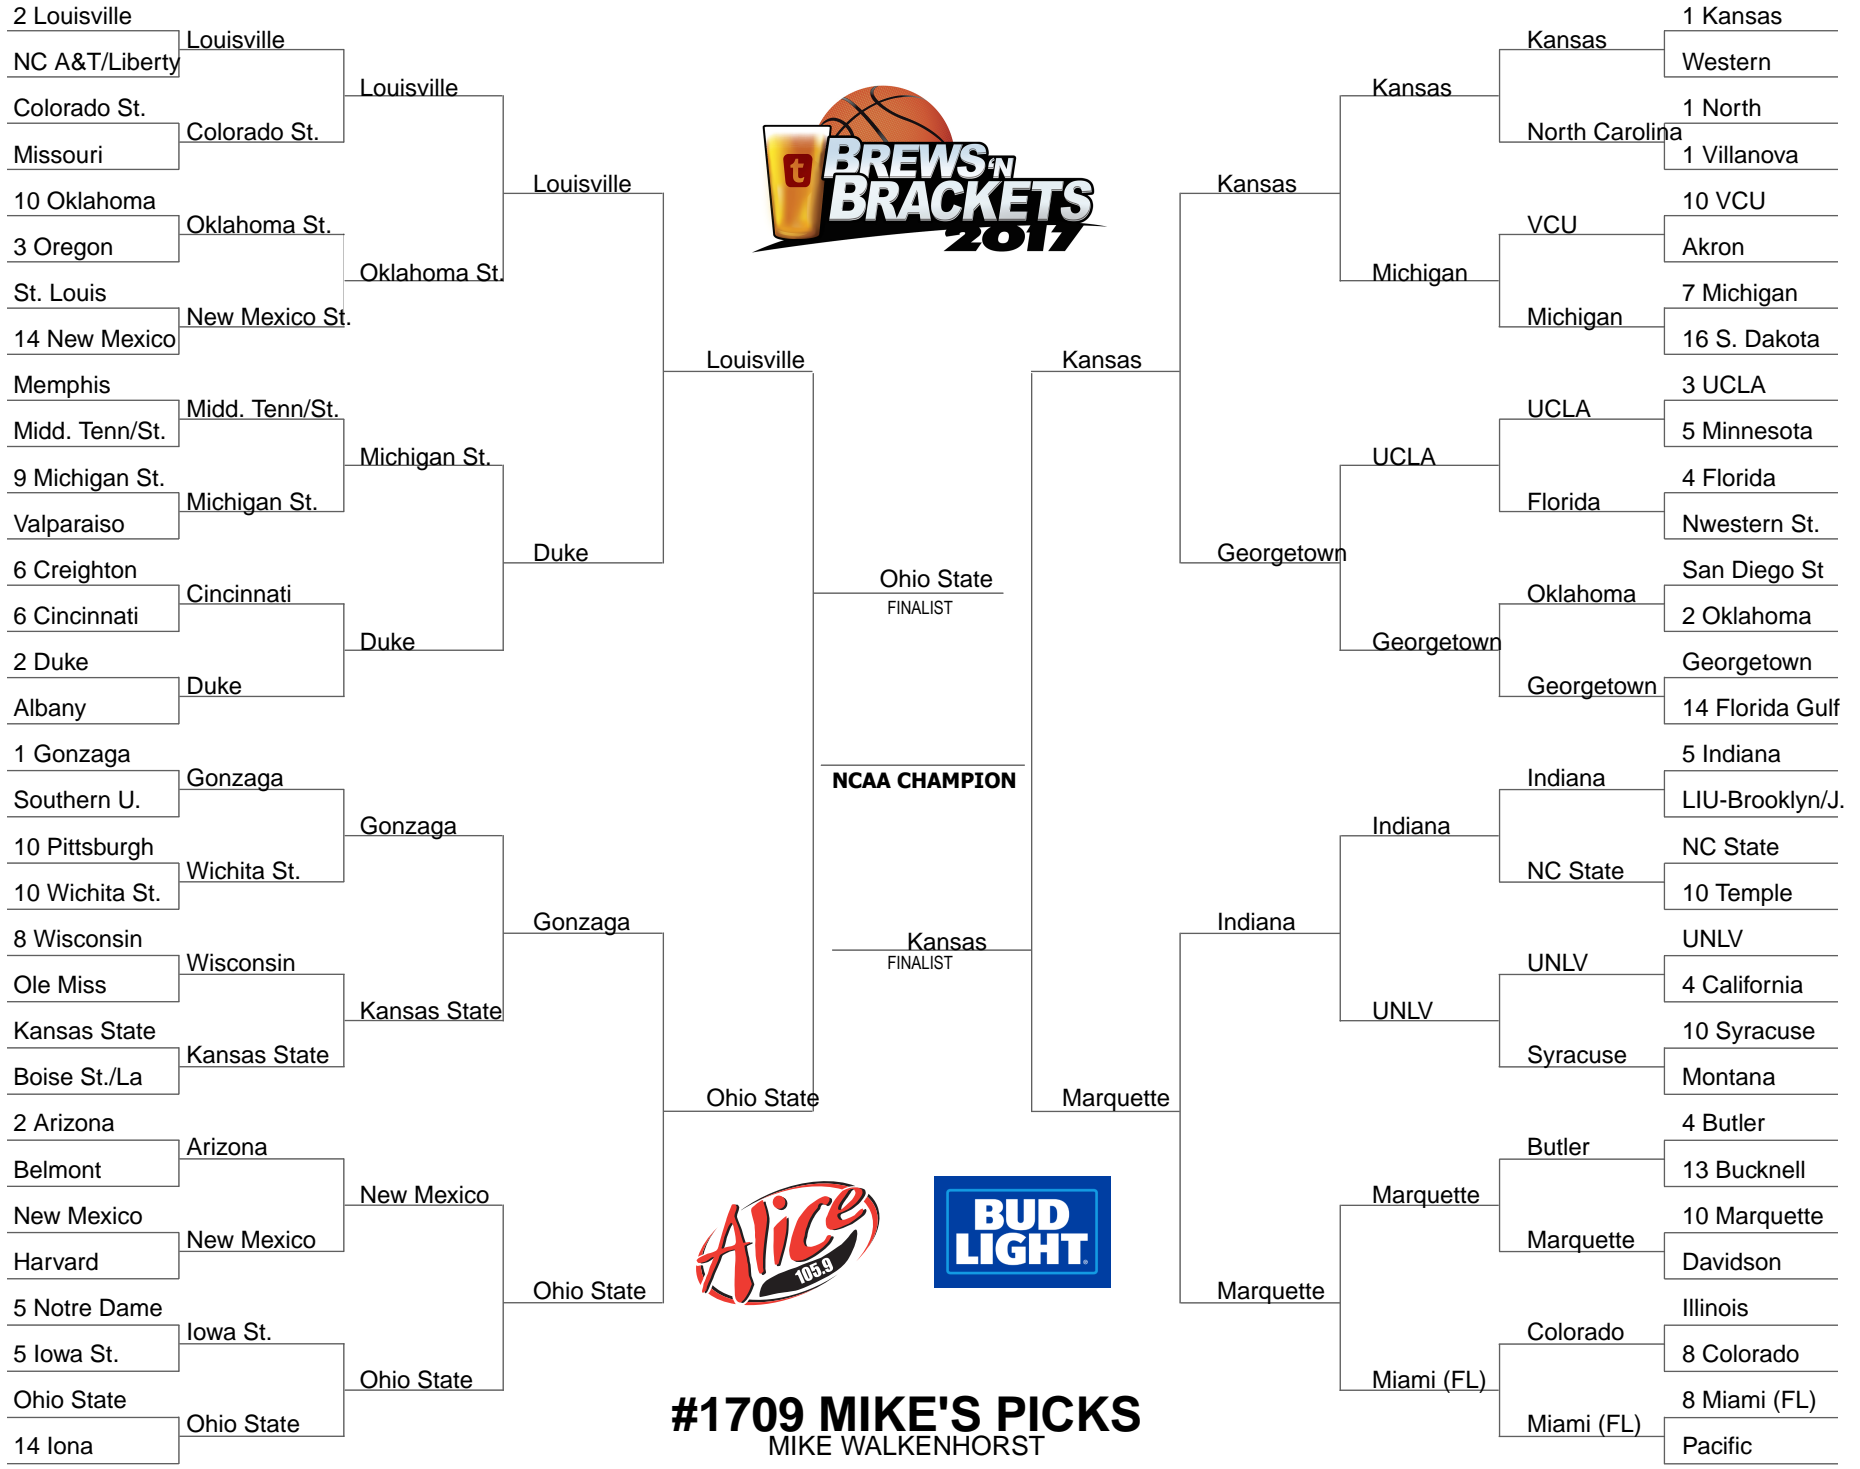 2 Louisville
NC A&T/Liberty
Colorado St.
Missouri
10 Oklahoma
3 Oregon
St. Louis
14 New Mexico
Memphis
Midd. Tenn/St.
9 Michigan St.
Valparaiso
6 Creighton
6 Cincinnati
2 Duke
Albany
1 Gonzaga
Southern U.
10 Pittsburgh
10 Wichita St.
8 Wisconsin
Ole Miss
Kansas State
Boise St./La
2 Arizona
Belmont
New Mexico
Harvard
5 Notre Dame
5 Iowa St.
Ohio State
14 Iona
Louisville
Colorado St.
Oklahoma St.
New Mexico St.
Midd. Tenn/St.
Michigan St.
Cincinnati
Duke
Gonzaga
Wichita St.
Wisconsin
Kansas State
Arizona
New Mexico
Iowa St.
Ohio State
Louisville
Oklahoma St.
Michigan St.
Duke
Gonzaga
Kansas State
New Mexico
Ohio State
Louisville
Duke
Gonzaga
Ohio State
Louisville
Ohio State
t
BREWS 'N
BRACKETS
2017
Ohio State
FINALIST
NCAA CHAMPION
Kansas
FINALIST
Alice
105.9
BUD
LIGHT
#1709 MIKE'S PICKS
MIKE WALKENHORST
Kansas
Marquette
Kansas
Georgetown
Indiana
Marquette
Kansas
Michigan
UCLA
Georgetown
Indiana
UNLV
Marquette
Miami (FL)
Kansas
North Carolina
VCU
Michigan
UCLA
Florida
Oklahoma
Georgetown
Indiana
NC State
UNLV
Syracuse
Butler
Marquette
Colorado
Miami (FL)
1 Kansas
Western
1 North
1 Villanova
10 VCU
Akron
7 Michigan
16 S. Dakota
3 UCLA
5 Minnesota
4 Florida
Nwestern St.
San Diego St
2 Oklahoma
Georgetown
14 Florida Gulf
5 Indiana
LIU-Brooklyn/J.
NC State
10 Temple
UNLV
4 California
10 Syracuse
Montana
4 Butler
13 Bucknell
10 Marquette
Davidson
Illinois
8 Colorado
8 Miami (FL)
Pacific